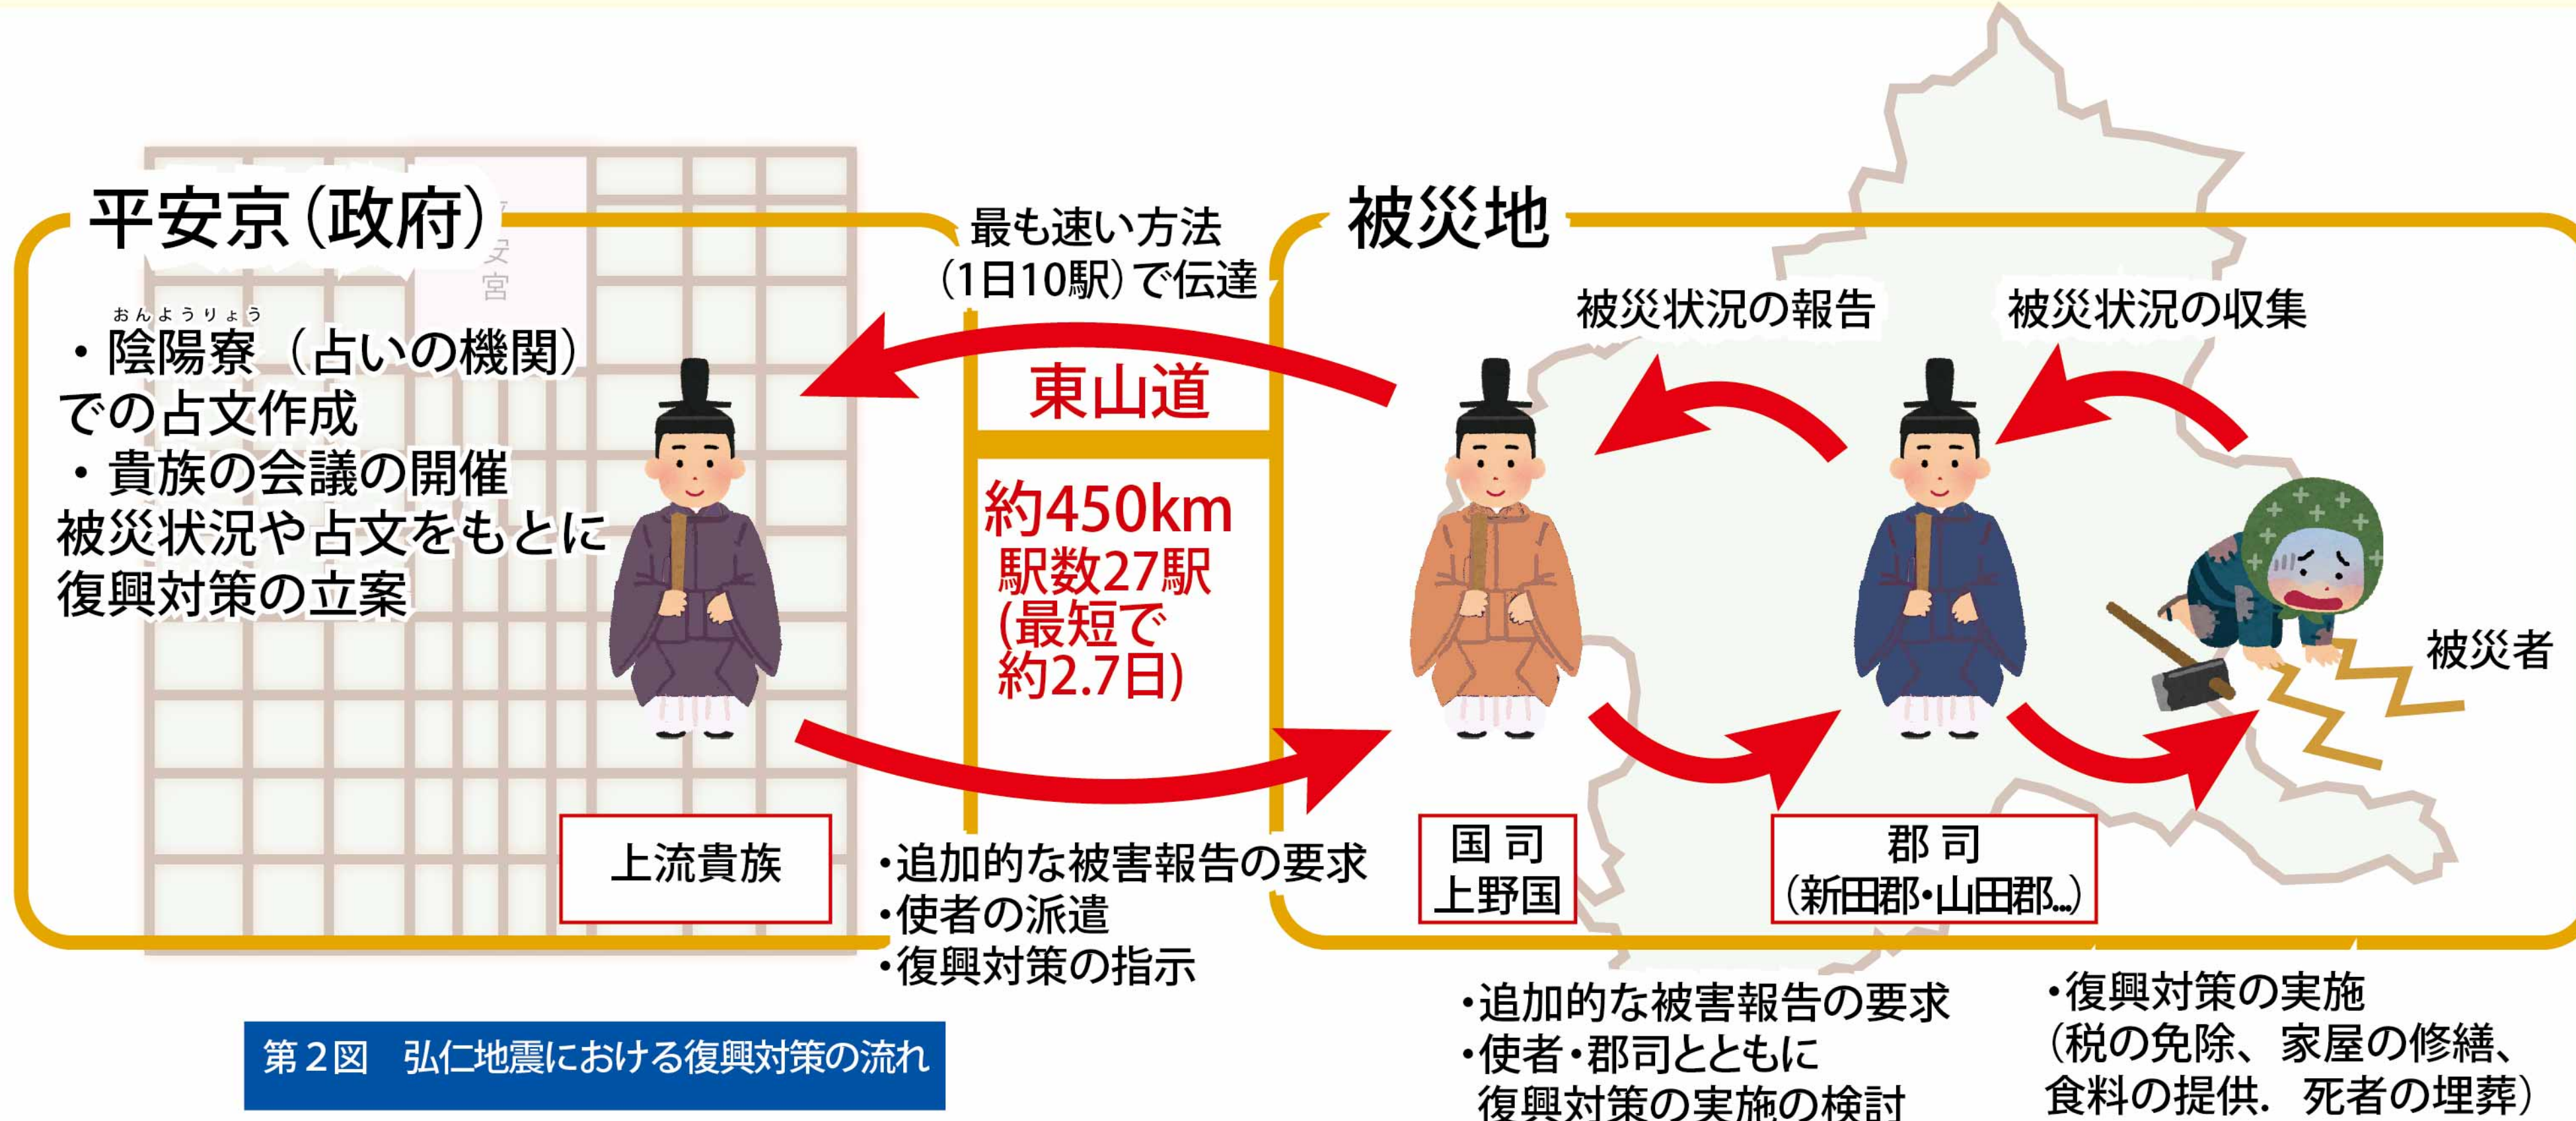 平安京（政府）
平安宮
おんようりょう
・陰陽寮（占いの機関）
での占文作成
・貴族の会議の開催
被災状況や占文をもとに
復興対策の立案
上流貴族
最も速い方法
（1日10駅）で伝達
東山道
約450km
駅数27駅
(最短で
約2.7日)
・追加的な被害報告の要求
・使者の派遣
・復興対策の指示
被災地
被災状況の報告
被災状況の収集
被災者
国司
上野国
郡司
（新田郡・山田郡...）
・追加的な被害報告の要求
・使者・郡司とともに
復興対策の実施の検討
・復興対策の実施
（税の免除、家屋の修繕、
食料の提供．死者の埋葬）
第２図　弘仁地震における復興対策の流れ